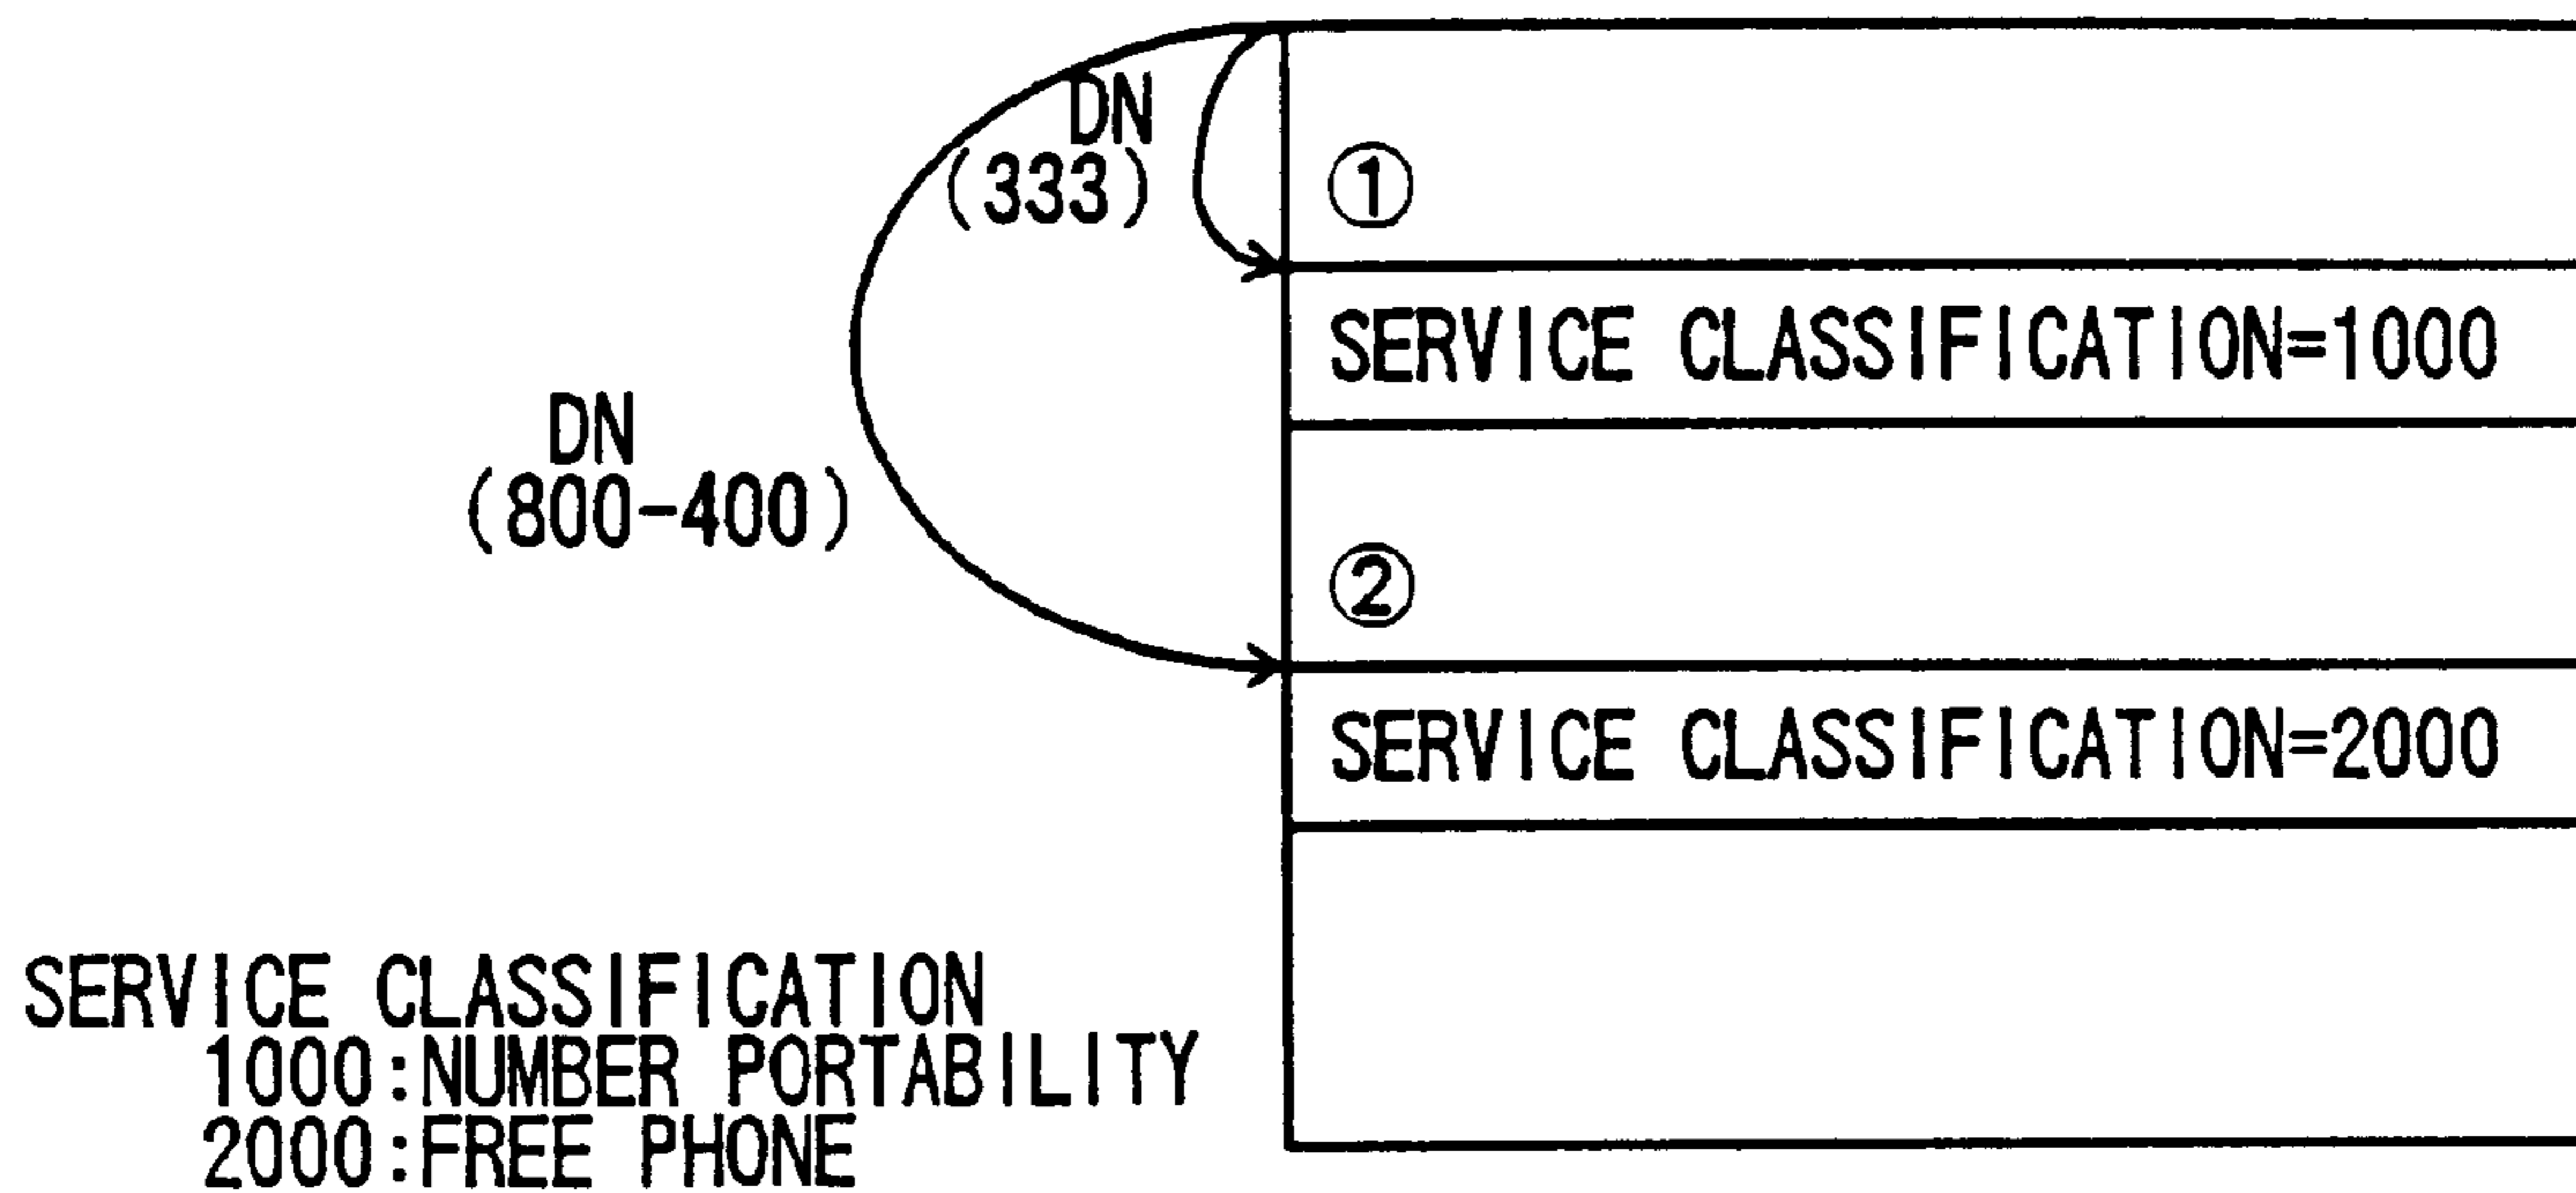 DN
(333)
①
SERVICE CLASSIFICATION=1000
DN
(800-400)
②
SERVICE CLASSIFICATION=2000
SERVICE CLASSIFICATION
1000:NUMBER PORTABILITY
2000:FREE PHONE